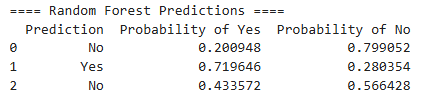 ==== Random Forest Predictions ====
Prediction Probability of Yes Probability of No
0 No 0.200948 0.799052
1 Yes 0.719646 0.280354
2 No 0.433572 0.566428